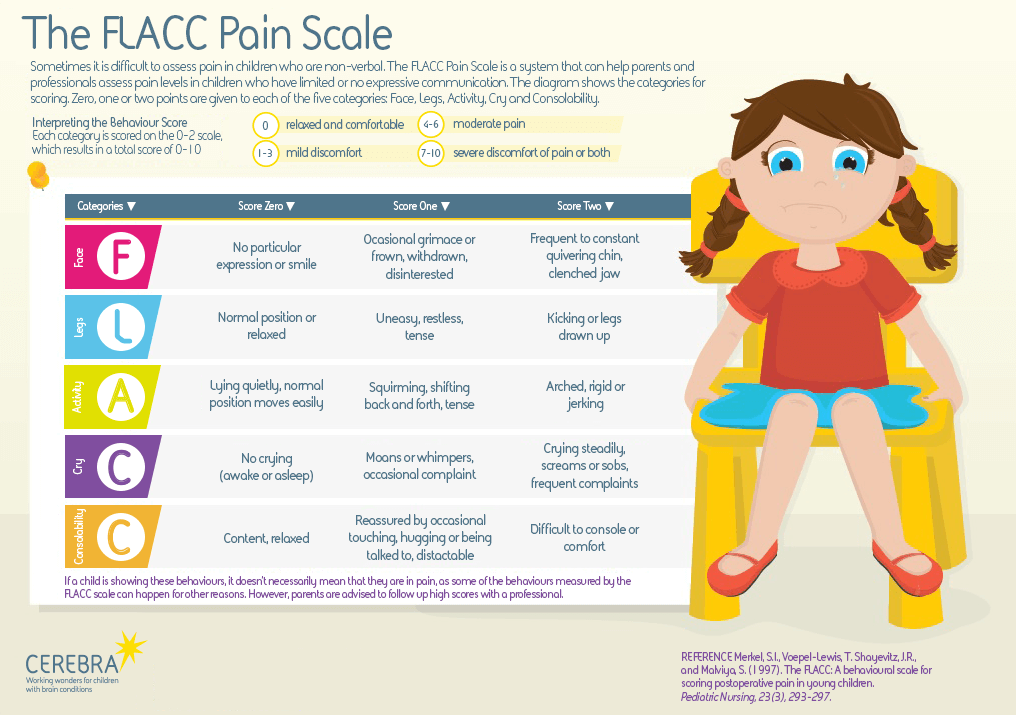 The FLACC Pain Scale
Sometimes it is difficult to assess pain in children who are non-verbal. The FLACC Pain Scale is a system that can help parents and
professionals assess pain levels in children who have limited or no expressive communication. The diagram shows the categories for
scoring. Zero, one or two points are given to each of the five categories: Face, Legs, Activity, Cry and Consolability.
Interpreting the Behaviour Score
Each category is scored on the 0-2 scale,
which results in a total score of 0-10
0 relaxed and comfortable
4-6 moderate pain
1-3 mild discomfort
7-10 severe discomfort of pain or both
Categories ▼ Score Zero ▼ Score One ▼ Score Two ▼
Face
F
No particular
expression or smile
Ocasional grimace or
frown, withdrawn,
disinterested
Frequent to constant
quivering chin,
clenched jaw
Legs
L
Normal position or
relaxed
Uneasy, restless,
tense
Kicking or legs
drawn up
Activity
A
Lying quietly, normal
position moves easily
Squirming, shifting
back and forth, tense
Arched, rigid or
jerking
Cry
C
No crying
(awake or asleep)
Moans or whimpers,
occasional complaint
Crying steadily,
screams or sobs,
frequent complaints
Consolability
C
Content, relaxed
Reassured by occasional
touching, hugging or being
talked to, distactable
Difficult to console or
comfort
If a child is showing these behaviours, it doesn't necessarily mean that they are in pain, as some of the behaviours measured by the
FLACC scale can happen for other reasons. However, parents are advised to follow up high scores with a professional.
CEREBRA
Working wonders for children
with brain conditions
REFERENCE Merkel, S.I., Voepel-Lewis, T. Shayevitz, J.R.,
and Malviya, S. (1997). The FLACC: A behavioural scale for
scoring postoperative pain in young children.
Pediatric Nursing, 23(3), 293-297.